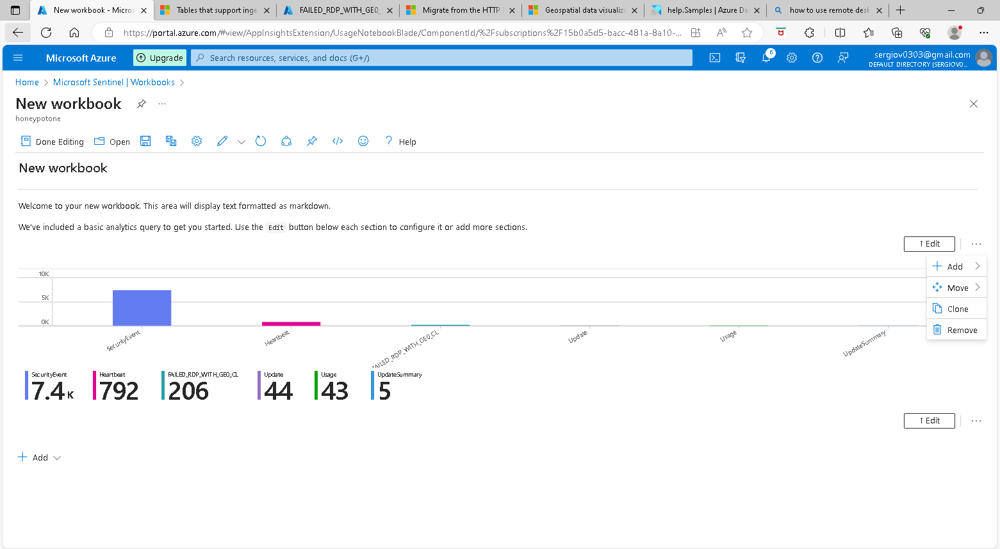 New workbook - Micros
Tables that support inge
FAILED_RDP_WITH_GEO_
Migrate from the HTTP
Geospatial data visualiza
help.Samples | Azure Da
how to use remote desk
https://portal.azure.com/#view/AppInsightsExtension/UsageNotebookBlade/ComponentId/%2Fsubscriptions%2F15b0a5d5-bacc-481a-8a10-...
Microsoft Azure
Upgrade
Search resources, services, and docs (G+/)
6
sergiov0303@gmail.com
DEFAULT DIRECTORY (SERGIOV0...
Home > Microsoft Sentinel | Workbooks >
New workbook
...
honeypotone
Done Editing
Open
Help
New workbook
Welcome to your new workbook. This area will display text formatted as markdown.
We've included a basic analytics query to get you started. Use the Edit button below each section to configure it or add more sections.
↑ Edit
...
Add
Move
Clone
Remove
10K
5K
0K
SecurityEvent
Heartbeat
FAILED_RDP_WITH_GEO_CL
Update
Usage
UpdateSummary
SecurityEvent
7.4 K
Heartbeat
792
FAILED_RDP_WITH_GEO_CL
206
Update
44
Usage
43
UpdateSummary
5
↑ Edit
...
Add